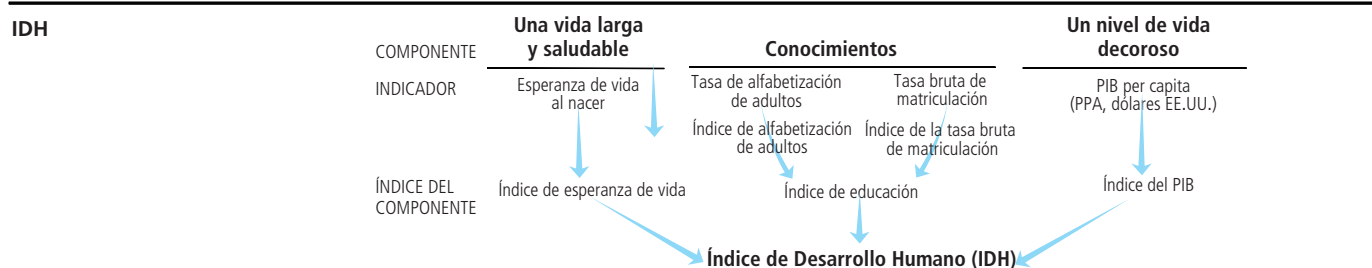 IDH
COMPONENTE
Una vida larga
y saludable
Conocimientos
Un nivel de vida
decoroso
INDICADOR
Esperanza de vida
al nacer
Tasa de alfabetización
de adultos
Tasa bruta de
matriculación
PIB per capita
(PPA, dólares EE.UU.)
Índice de alfabetización
de adultos
Índice de la tasa bruta
de matriculación
ÍNDICE DEL
COMPONENTE
Índice de esperanza de vida
Índice de educación
Índice del PIB
Índice de Desarrollo Humano (IDH)